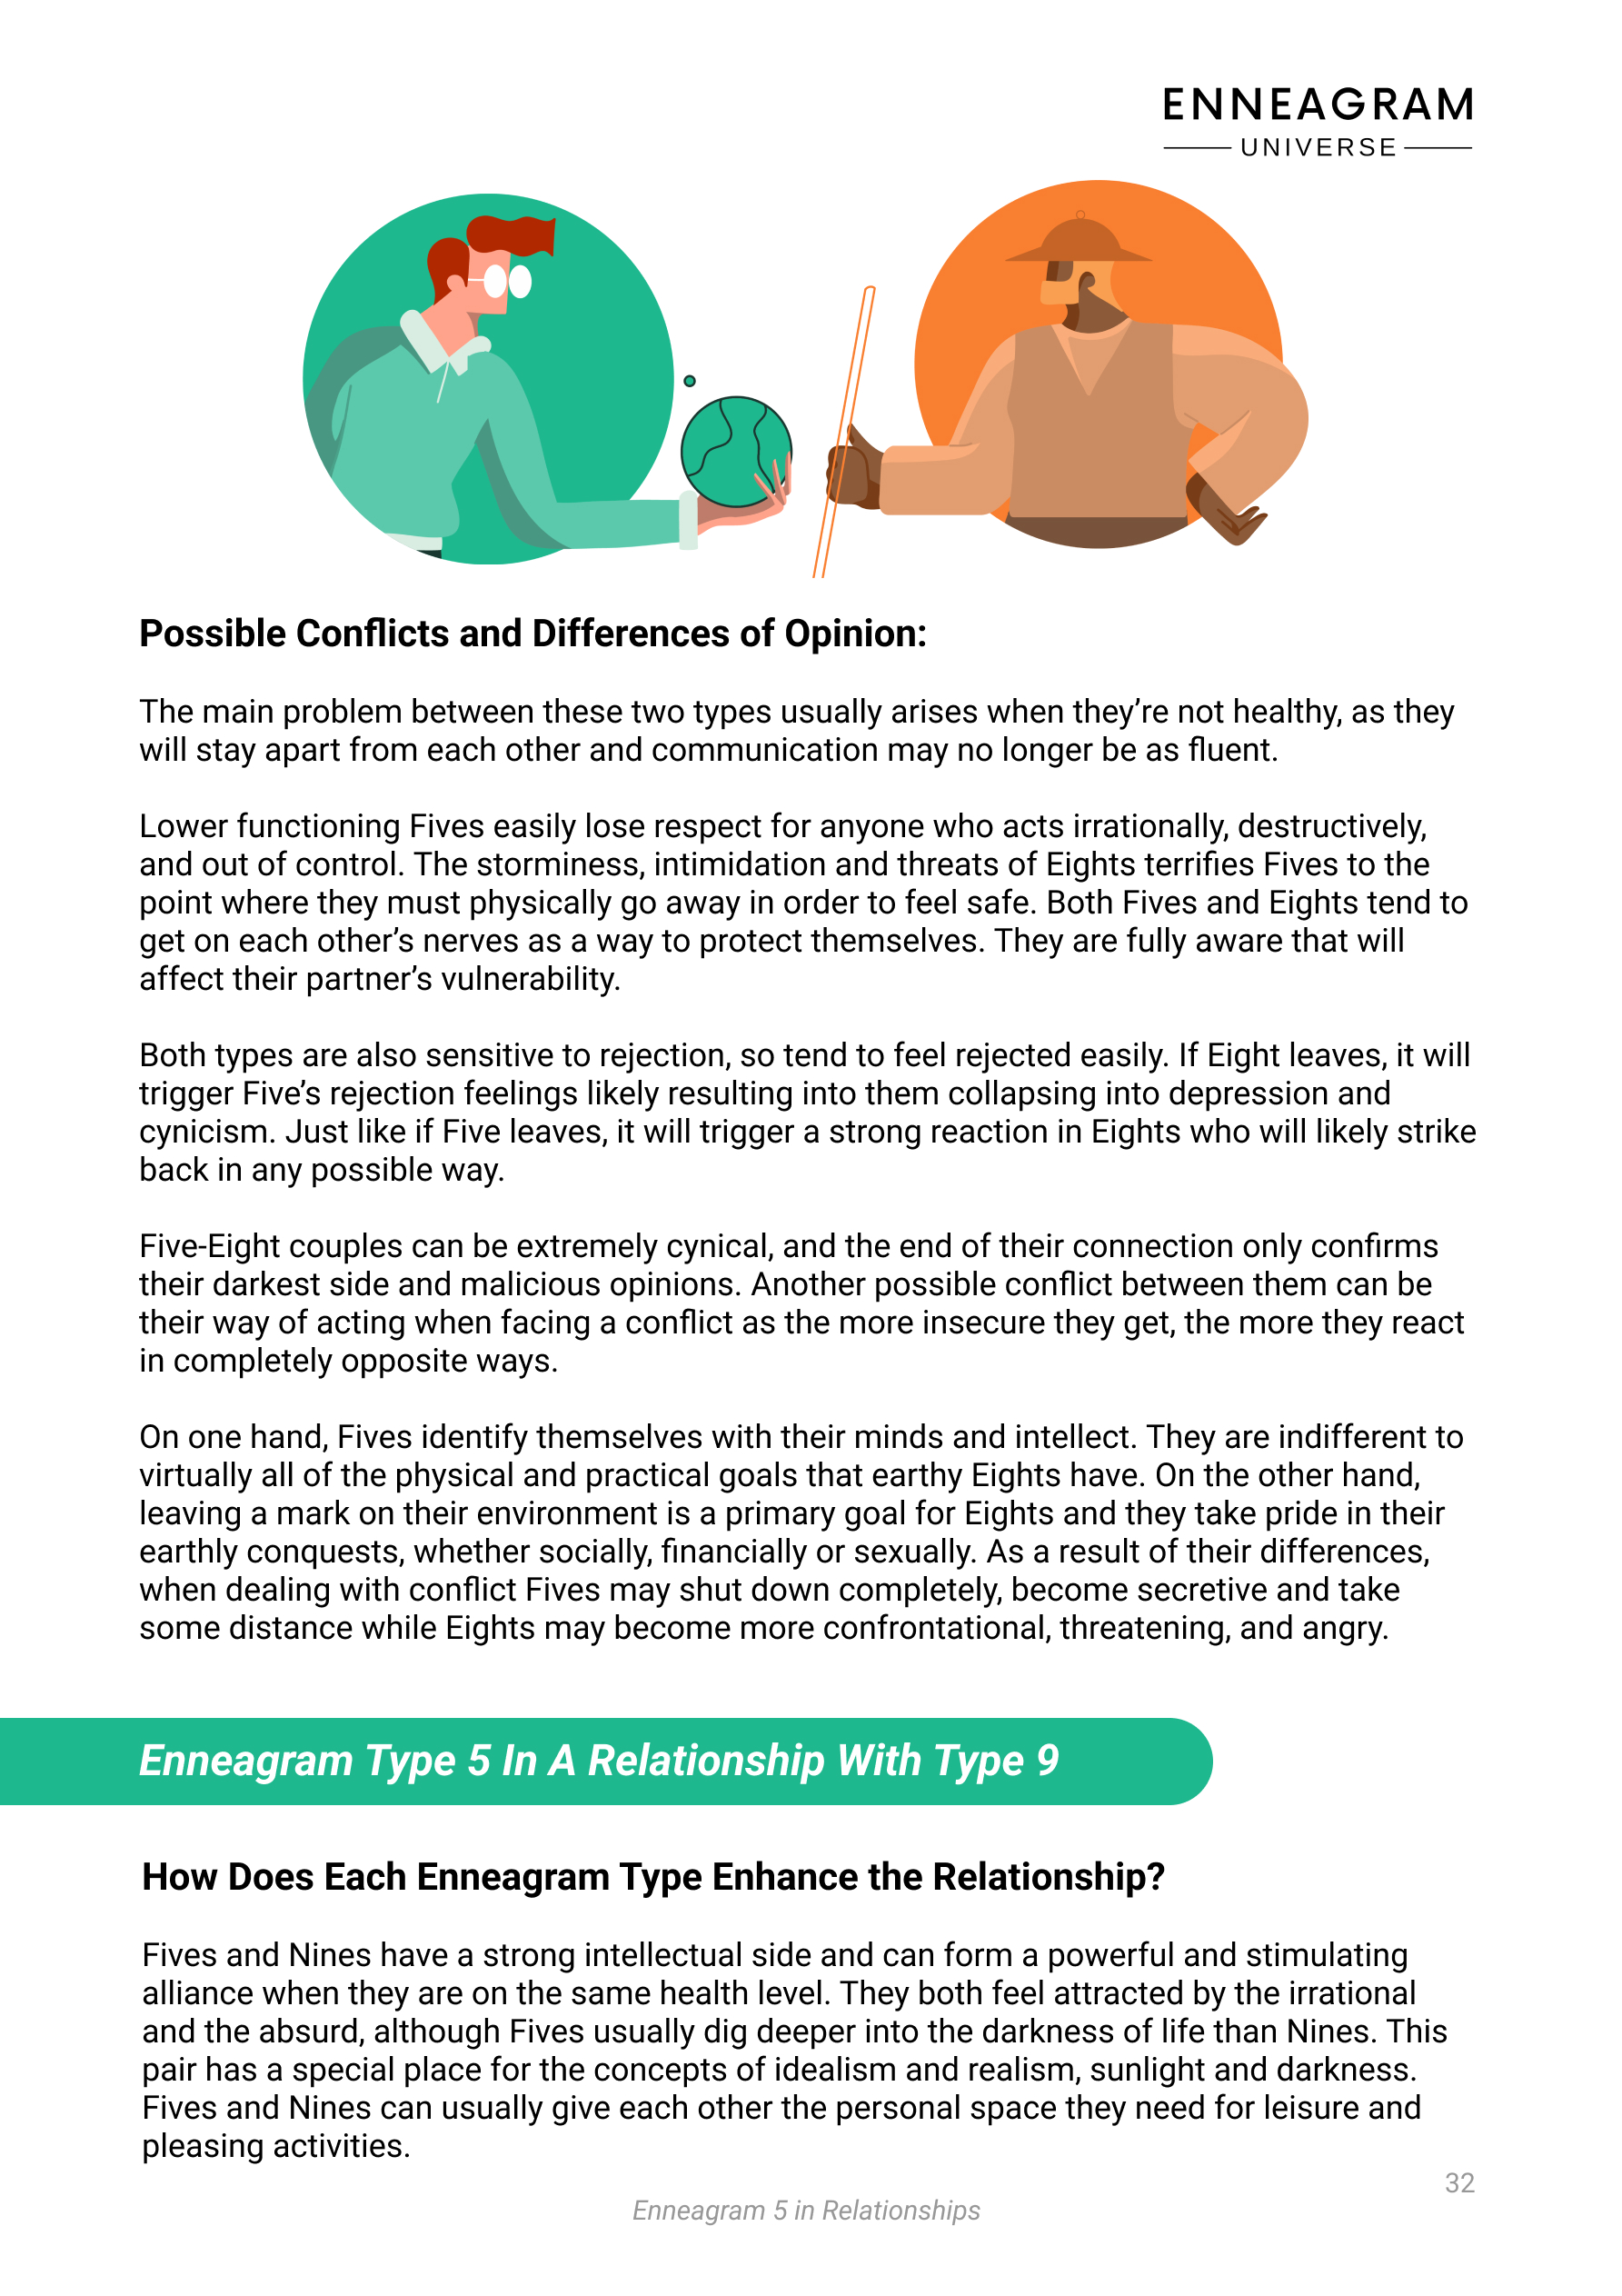 ENNEAGRAM
UNIVERSE
Possible Conflicts and Differences of Opinion:
The main problem between these two types usually arises when they’re not healthy, as they
will stay apart from each other and communication may no longer be as fluent.
Lower functioning Fives easily lose respect for anyone who acts irrationally, destructively,
and out of control. The storminess, intimidation and threats of Eights terrifies Fives to the
point where they must physically go away in order to feel safe. Both Fives and Eights tend to
get on each other’s nerves as a way to protect themselves. They are fully aware that will
affect their partner’s vulnerability.
Both types are also sensitive to rejection, so tend to feel rejected easily. If Eight leaves, it will
trigger Five’s rejection feelings likely resulting into them collapsing into depression and
cynicism. Just like if Five leaves, it will trigger a strong reaction in Eights who will likely strike
back in any possible way.
Five-Eight couples can be extremely cynical, and the end of their connection only confirms
their darkest side and malicious opinions. Another possible conflict between them can be
their way of acting when facing a conflict as the more insecure they get, the more they react
in completely opposite ways.
On one hand, Fives identify themselves with their minds and intellect. They are indifferent to
virtually all of the physical and practical goals that earthy Eights have. On the other hand,
leaving a mark on their environment is a primary goal for Eights and they take pride in their
earthly conquests, whether socially, financially or sexually. As a result of their differences,
when dealing with conflict Fives may shut down completely, become secretive and take
some distance while Eights may become more confrontational, threatening, and angry.
Enneagram Type 5 In A Relationship With Type 9
How Does Each Enneagram Type Enhance the Relationship?
Fives and Nines have a strong intellectual side and can form a powerful and stimulating
alliance when they are on the same health level. They both feel attracted by the irrational
and the absurd, although Fives usually dig deeper into the darkness of life than Nines. This
pair has a special place for the concepts of idealism and realism, sunlight and darkness.
Fives and Nines can usually give each other the personal space they need for leisure and
pleasing activities.
32
Enneagram 5 in Relationships